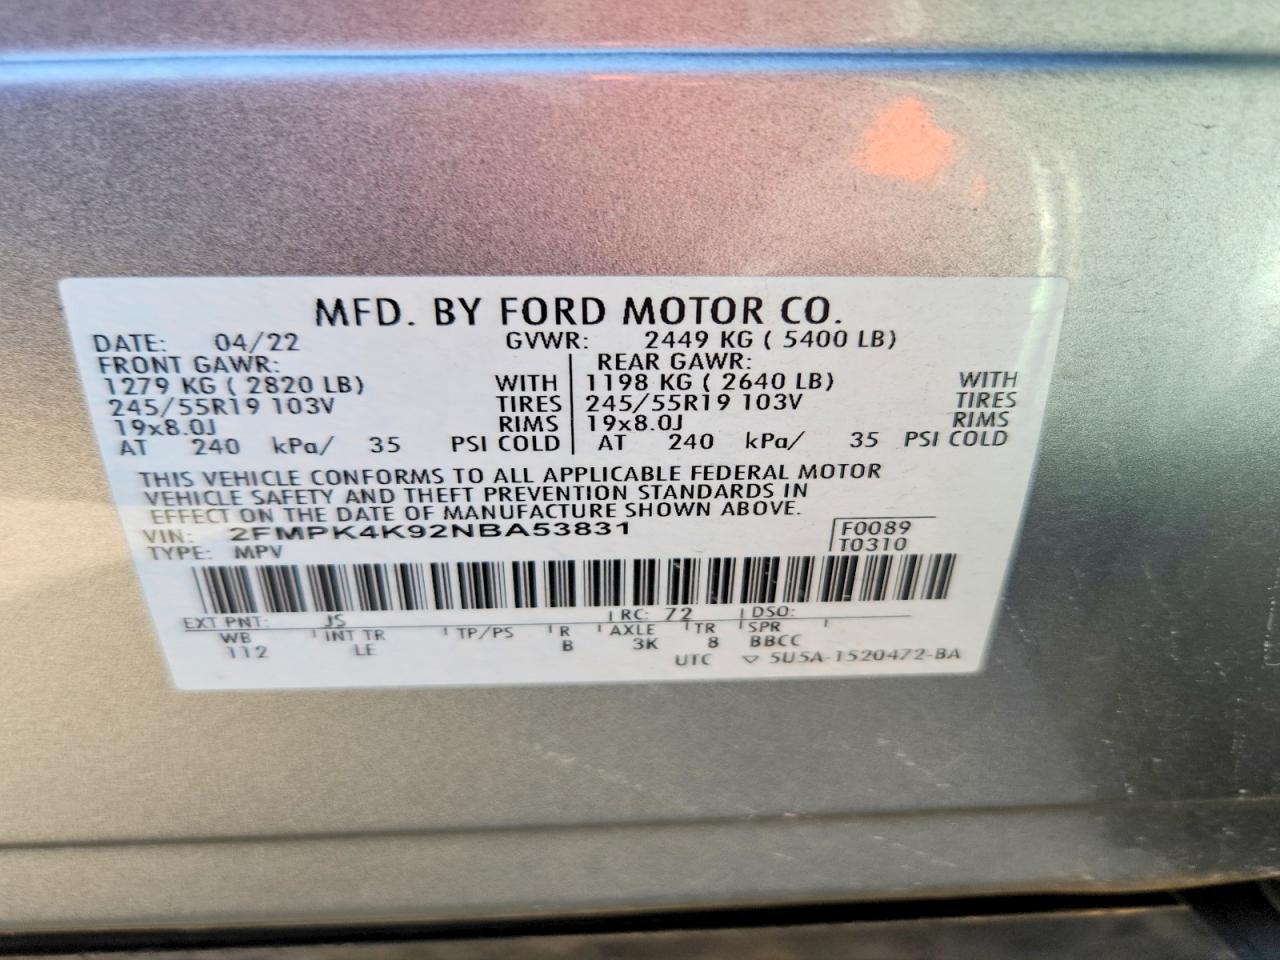 MFD. BY FORD MOTOR CO.
DATE: 04/22 GVWR: 2449 KG ( 5400 LB)
FRONT GAWR: REAR GAWR:
1279 KG ( 2820 LB) WITH 1198 KG ( 2640 LB) WITH
245/55R19 103V TIRES 245/55R19 103V TIRES
19x8.0J RIMS 19x8.0J RIMS
AT 240 kPa/ 35 PSI COLD AT 240 kPa/ 35 PSI COLD
THIS VEHICLE CONFORMS TO ALL APPLICABLE FEDERAL MOTOR
VEHICLE SAFETY AND THEFT PREVENTION STANDARDS IN
EFFECT ON THE DATE OF MANUFACTURE SHOWN ABOVE.
VIN: 2FMPK4K92NBA53831 F0089
TYPE: MPV T0310
EXT PNT: JS RC: 72 DSO:
WB INT TR TP/PS R AXLE TR SPR
112 LE B 3K 8 BBCC
UTC ▽ 5U5A-1520472-BA